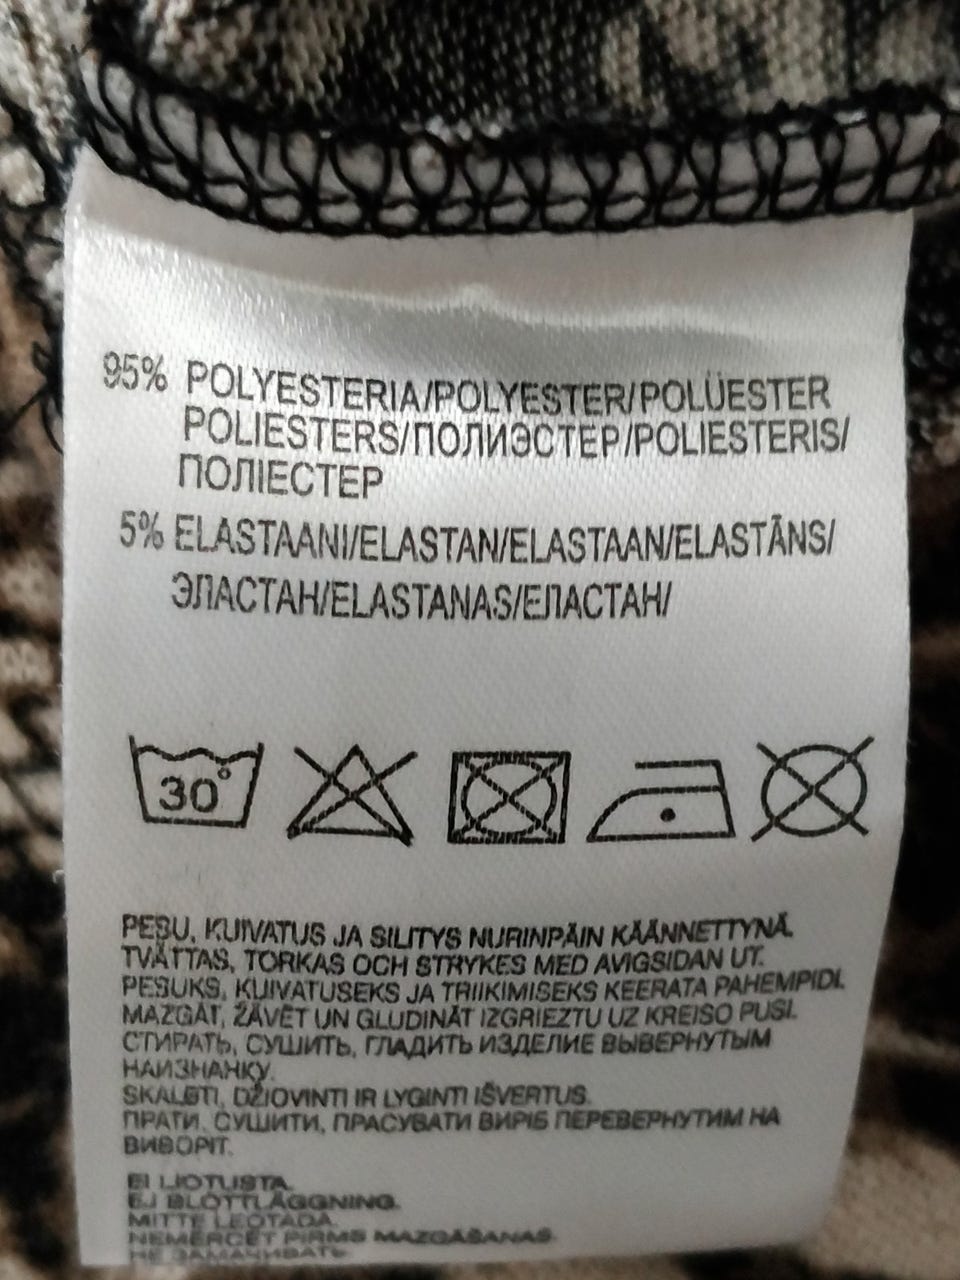 95% POLYESTERIA/POLYESTER/POLÜESTER
POLIESTERS/ПОЛИЭСТЕР/POLIESTERIS/
ПОЛІЕСТЕР
5% ELASTAANI/ELASTAN/ELASTAAN/ELASTĀNS/
ЭЛАСТАН/ELASTANAS/ЕЛАСТАН/
30°
PESU, KUIVATUS JA SILITYS NURINPÄIN KÄÄNNETTYNÄ.
TVÄTTAS, TORKAS OCH STRYKES MED AVIGSIDAN UT.
PESUKS, KUIVATUSEKS JA TRIIKIMISEKS KEERATA PAHEMPIDI.
MAZGĀT, ŽĀVĒT UN GLUDINĀT IZGRIEZTU UZ KREISO PUSI.
СТИРАТЬ, СУШИТЬ, ГЛАДИТЬ ИЗДЕЛИЕ ВЫВЕРНУТЫМ
НАИЗНАНКУ.
SKALBTI, DŽIOVINTI IR LYGINTI IŠVERTUS.
ПРАТИ, СУШИТИ, ПРАСУВАТИ ВИРІБ ПЕРЕВЕРНУТИМ НА
ВИВОРІТ.
EI LIOTUSTA.
EJ BLÖTTLÄGGNING.
MITTE LEOTADA.
NEMĒRCĒT PIRMS MAZGĀŠANAS.
НЕ ЗАМАЧИВАТЬ.